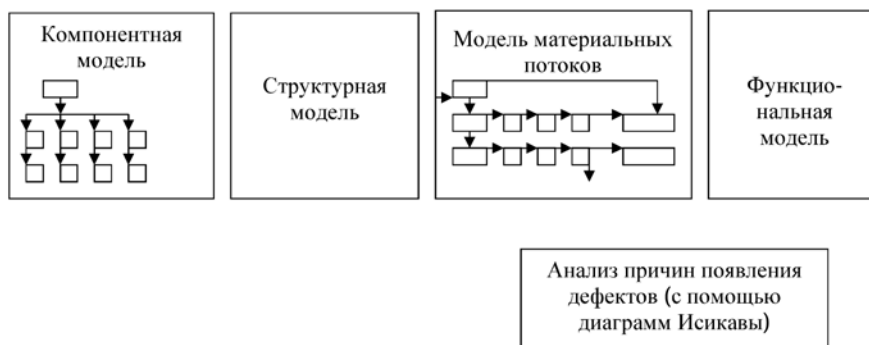 Компонентная
модель
Структурная
модель
Модель материальных
потоков
Функцио-
нальная
модель
Анализ причин появления
дефектов (с помощью
диаграмм Исикавы)